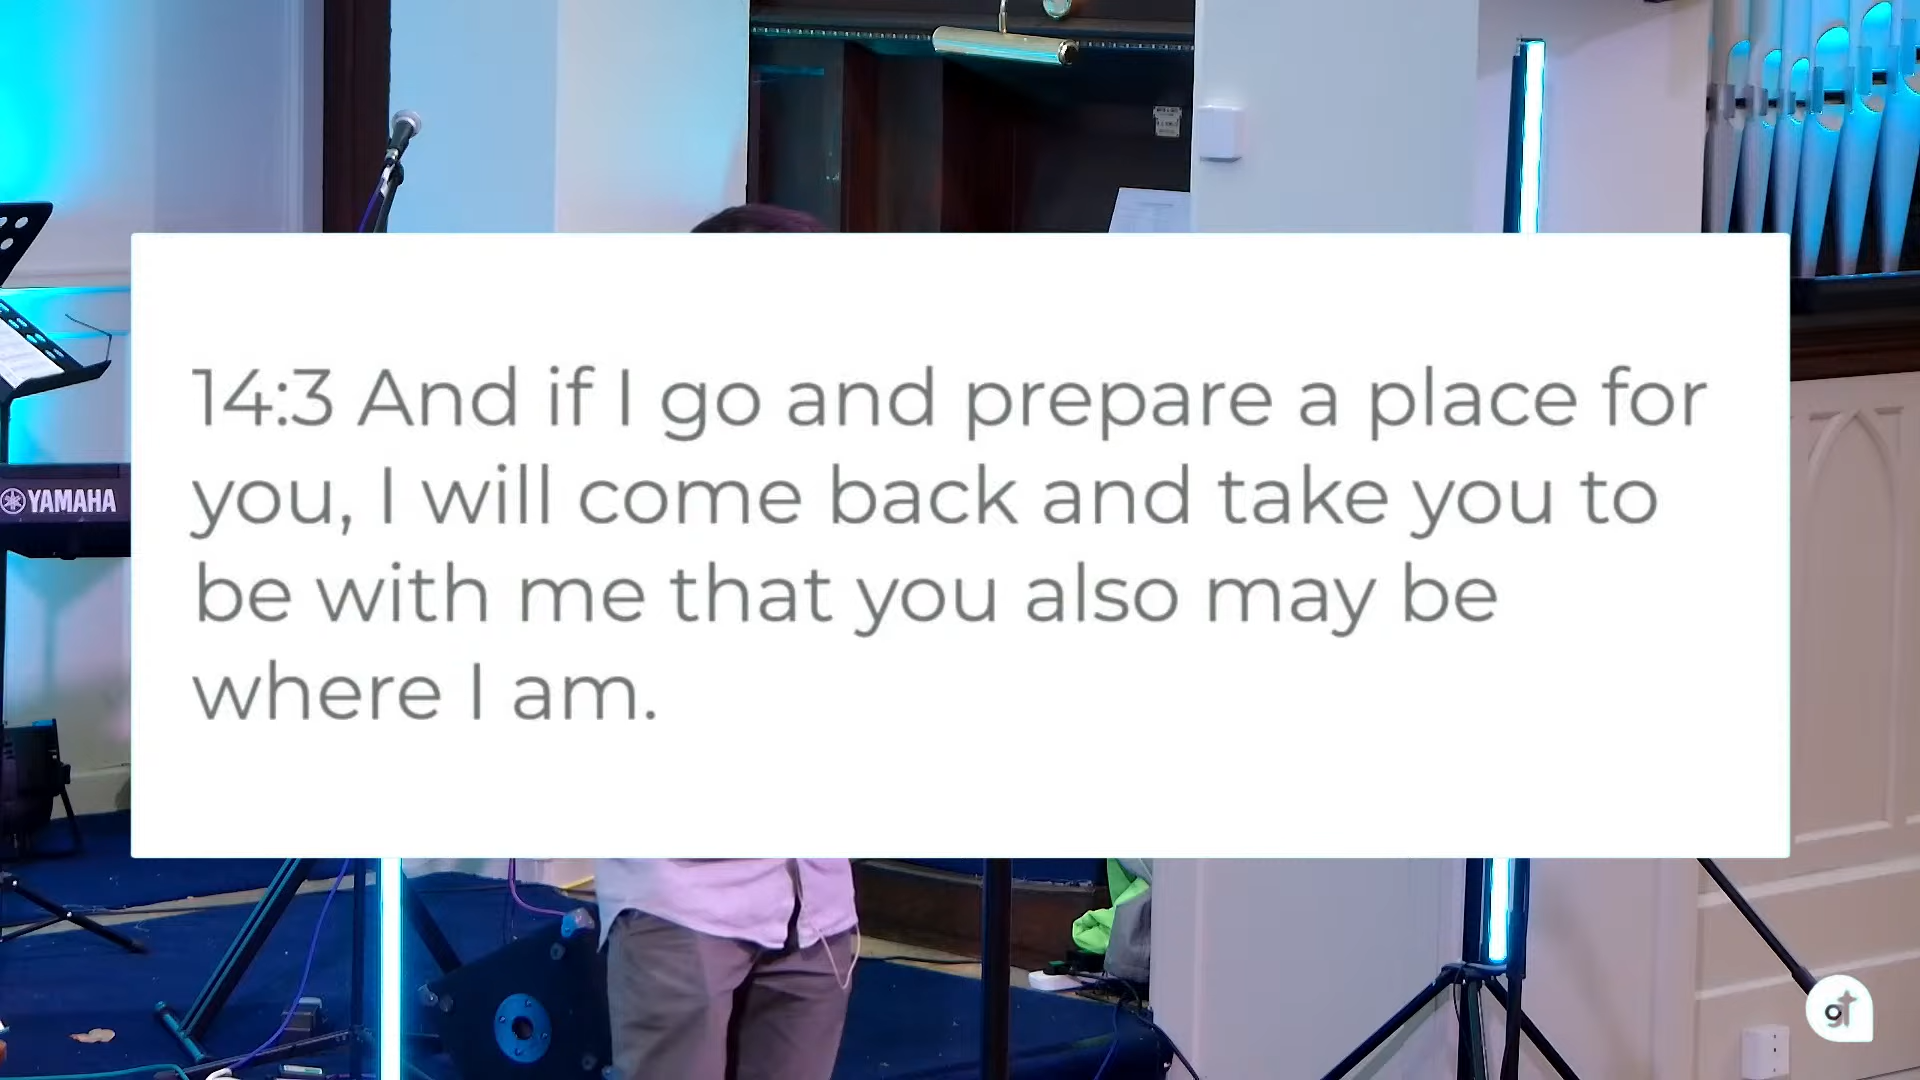 14:3 And if I go and prepare a place for
you, I will come back and take you to
be with me that you also may be
where I am.
YAMAHA
gt